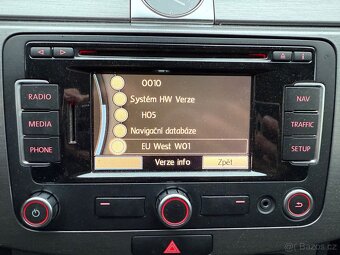 0010
RADIO
Systém HW Verze
NAV
H05
MEDIA
Navigační databáze
TRAFFIC
EU West W01
PHONE
SETUP
Verze info
Zpět
Bazoš.cz